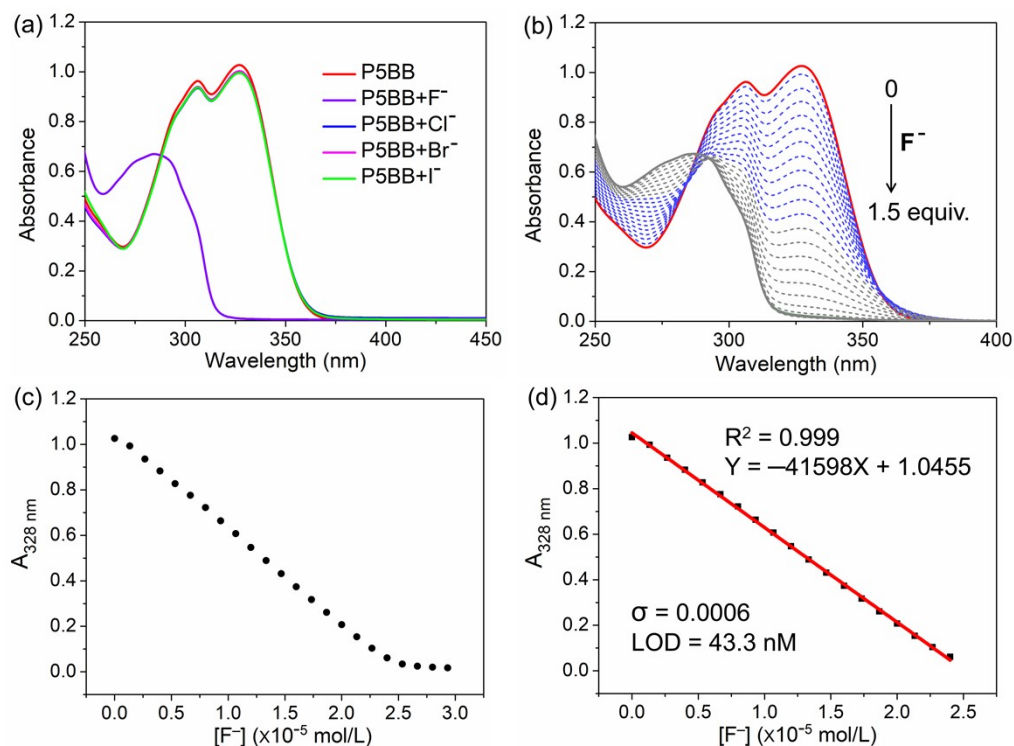 (a)
1.2
1.0
0.8
0.6
0.4
0.2
0.0
Absorbance
250 300 350 400 450
Wavelength (nm)
P5BB
P5BB+F⁻
P5BB+Cl⁻
P5BB+Br⁻
P5BB+I⁻
(b)
1.2
1.0
0.8
0.6
0.4
0.2
0.0
Absorbance
250 300 350 400
Wavelength (nm)
0
F⁻
1.5 equiv.
(c)
1.2
1.0
0.8
0.6
0.4
0.2
0.0
A₃₂₈ ₙₘ
0.0 0.5 1.0 1.5 2.0 2.5 3.0
[F⁻] (×10⁻⁵ mol/L)
(d)
1.2
1.0
0.8
0.6
0.4
0.2
0.0
A₃₂₈ ₙₘ
0.0 0.5 1.0 1.5 2.0 2.5
[F⁻] (×10⁻⁵ mol/L)
R² = 0.999
Y = –41598X + 1.0455
σ = 0.0006
LOD = 43.3 nM